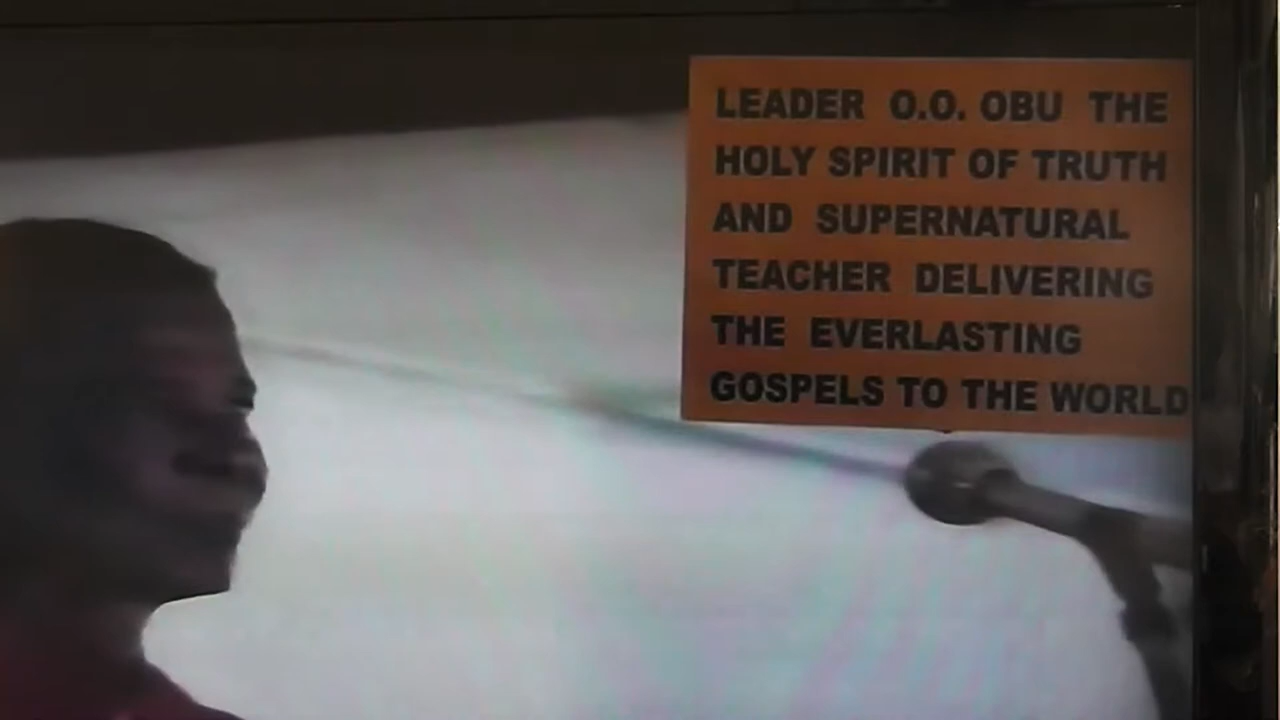 LEADER O.O. OBU THE
HOLY SPIRIT OF TRUTH
AND SUPERNATURAL
TEACHER DELIVERING
THE EVERLASTING
GOSPELS TO THE WORLD